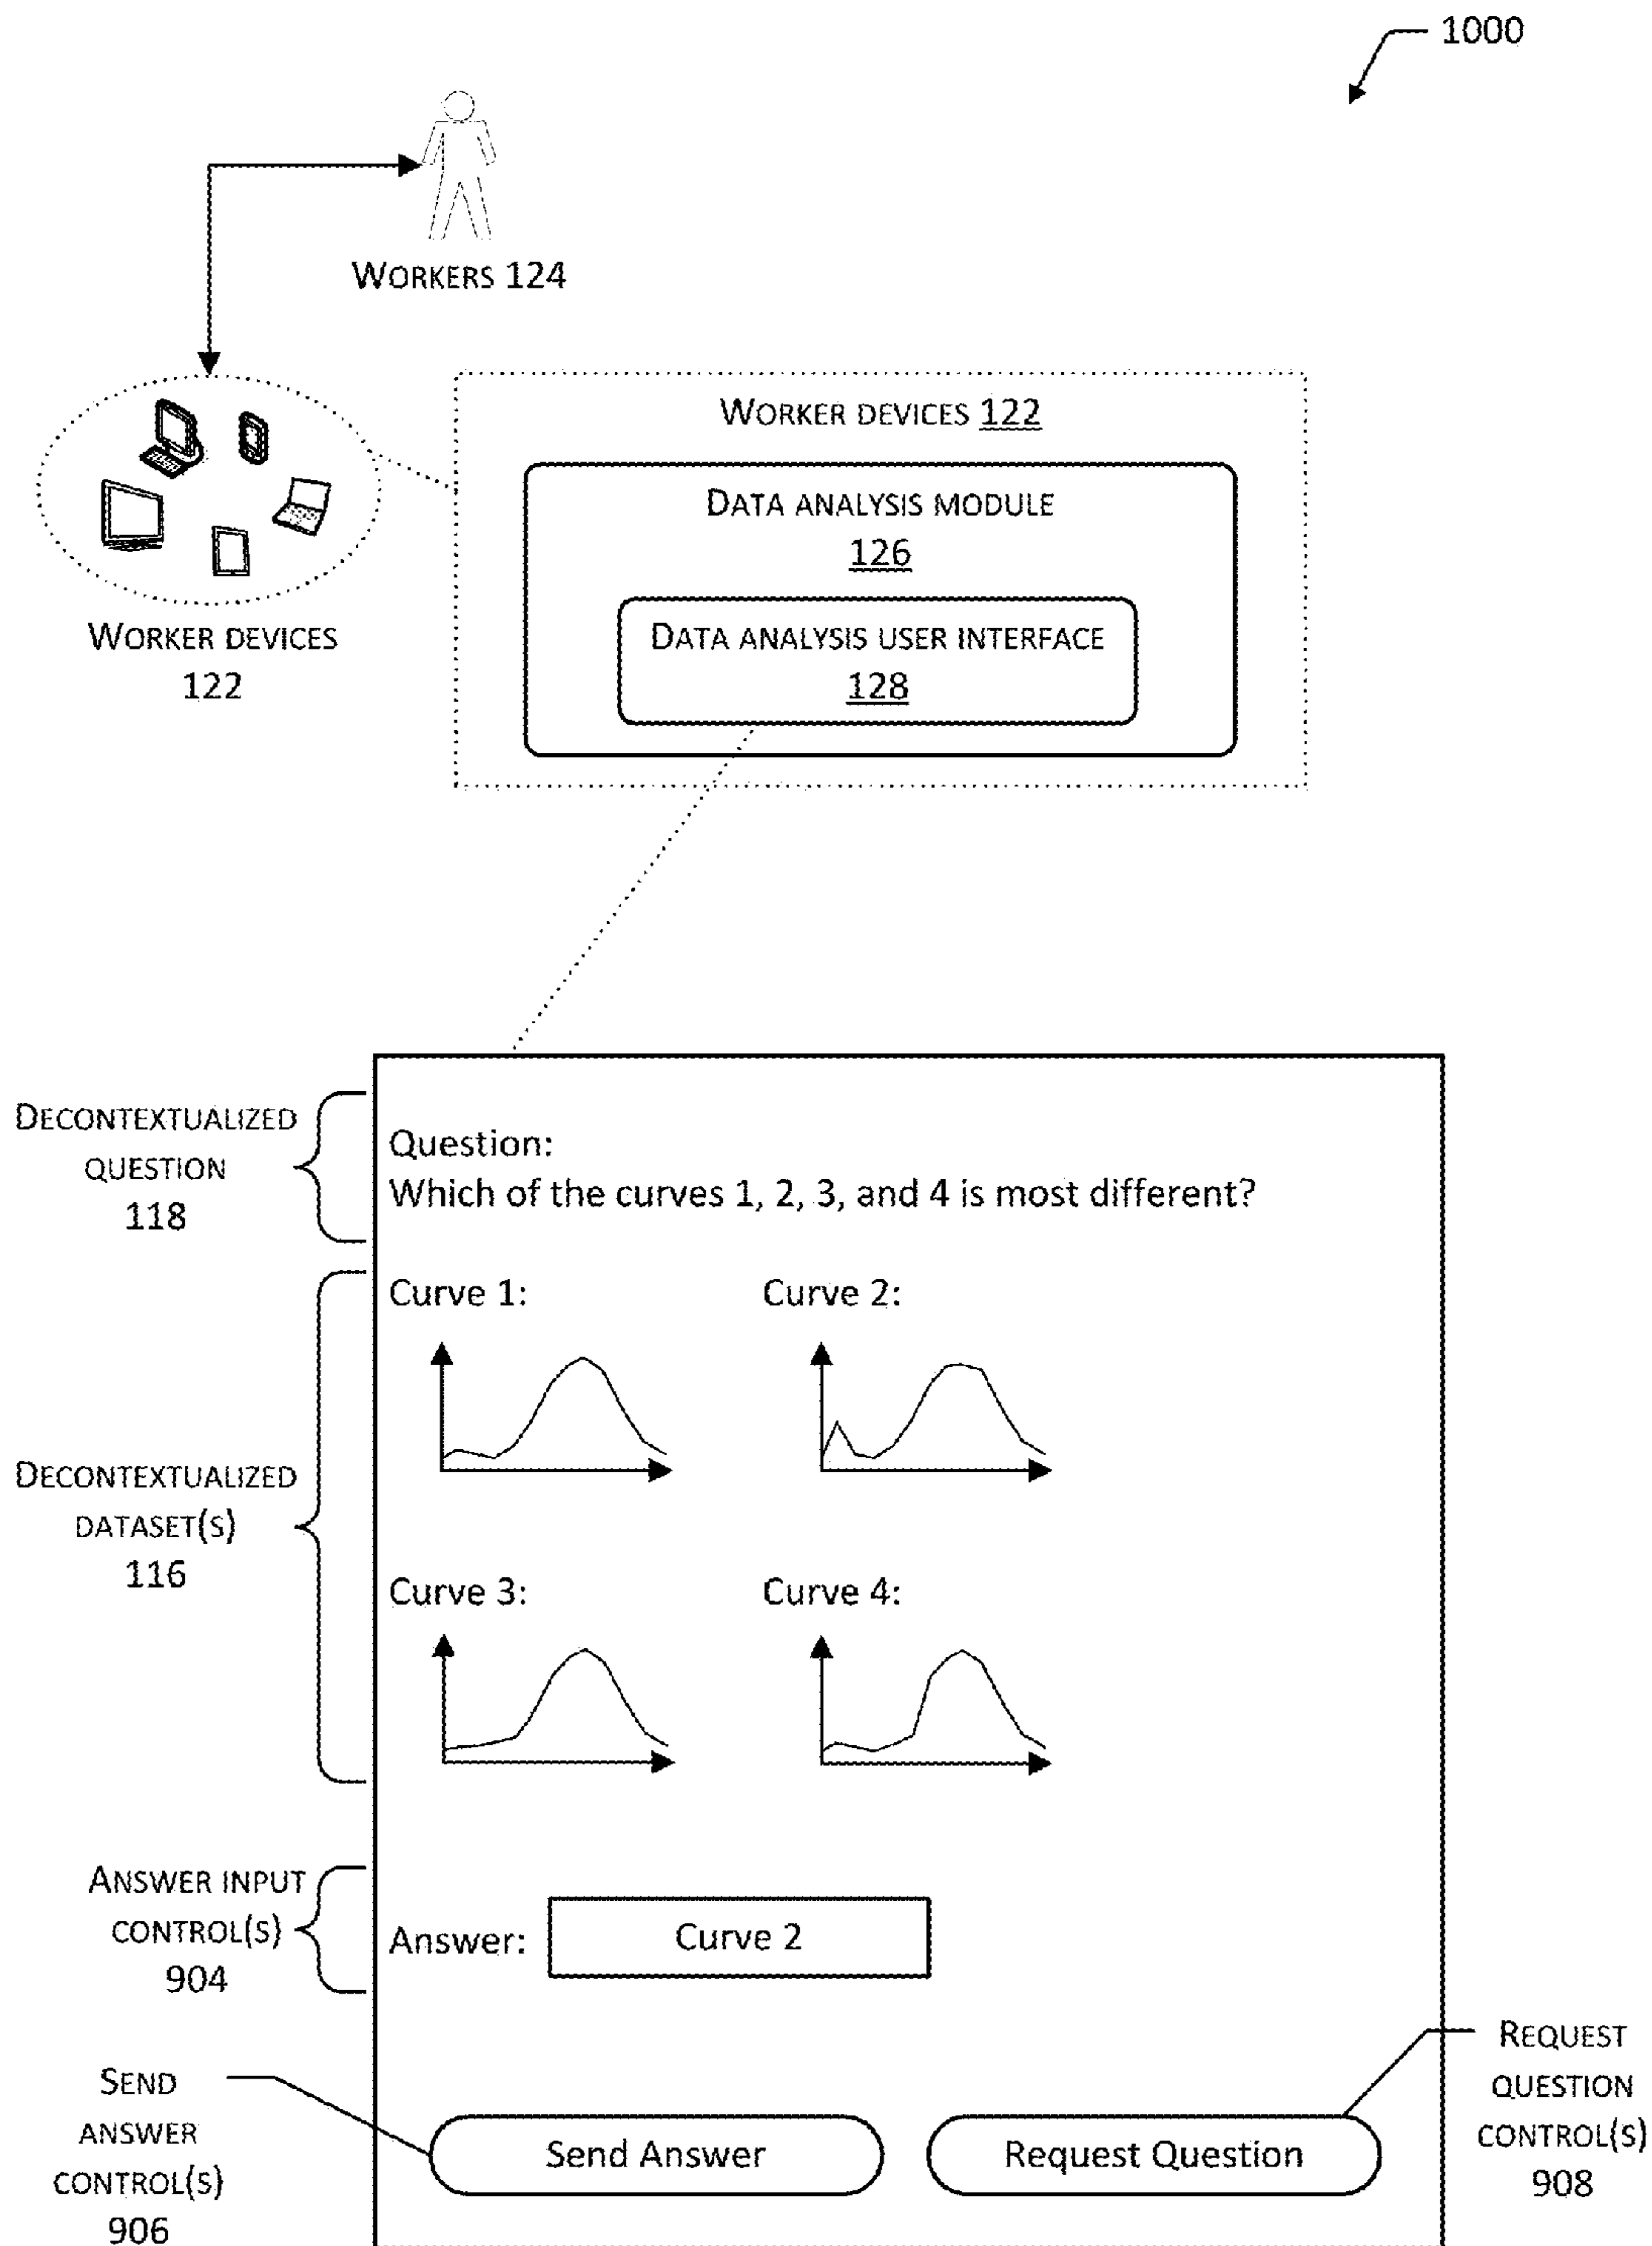 1000
WORKERS 124
WORKER DEVICES
122
WORKER DEVICES 122
DATA ANALYSIS MODULE
126
DATA ANALYSIS USER INTERFACE
128
DECONTEXTUALIZED
QUESTION
118
Question:
Which of the curves 1, 2, 3, and 4 is most different?
DECONTEXTUALIZED
DATASET(S)
116
Curve 1:
Curve 2:
Curve 3:
Curve 4:
ANSWER INPUT
CONTROL(S)
904
Answer:
Curve 2
SEND
ANSWER
CONTROL(S)
906
Send Answer
Request Question
REQUEST
QUESTION
CONTROL(S)
908